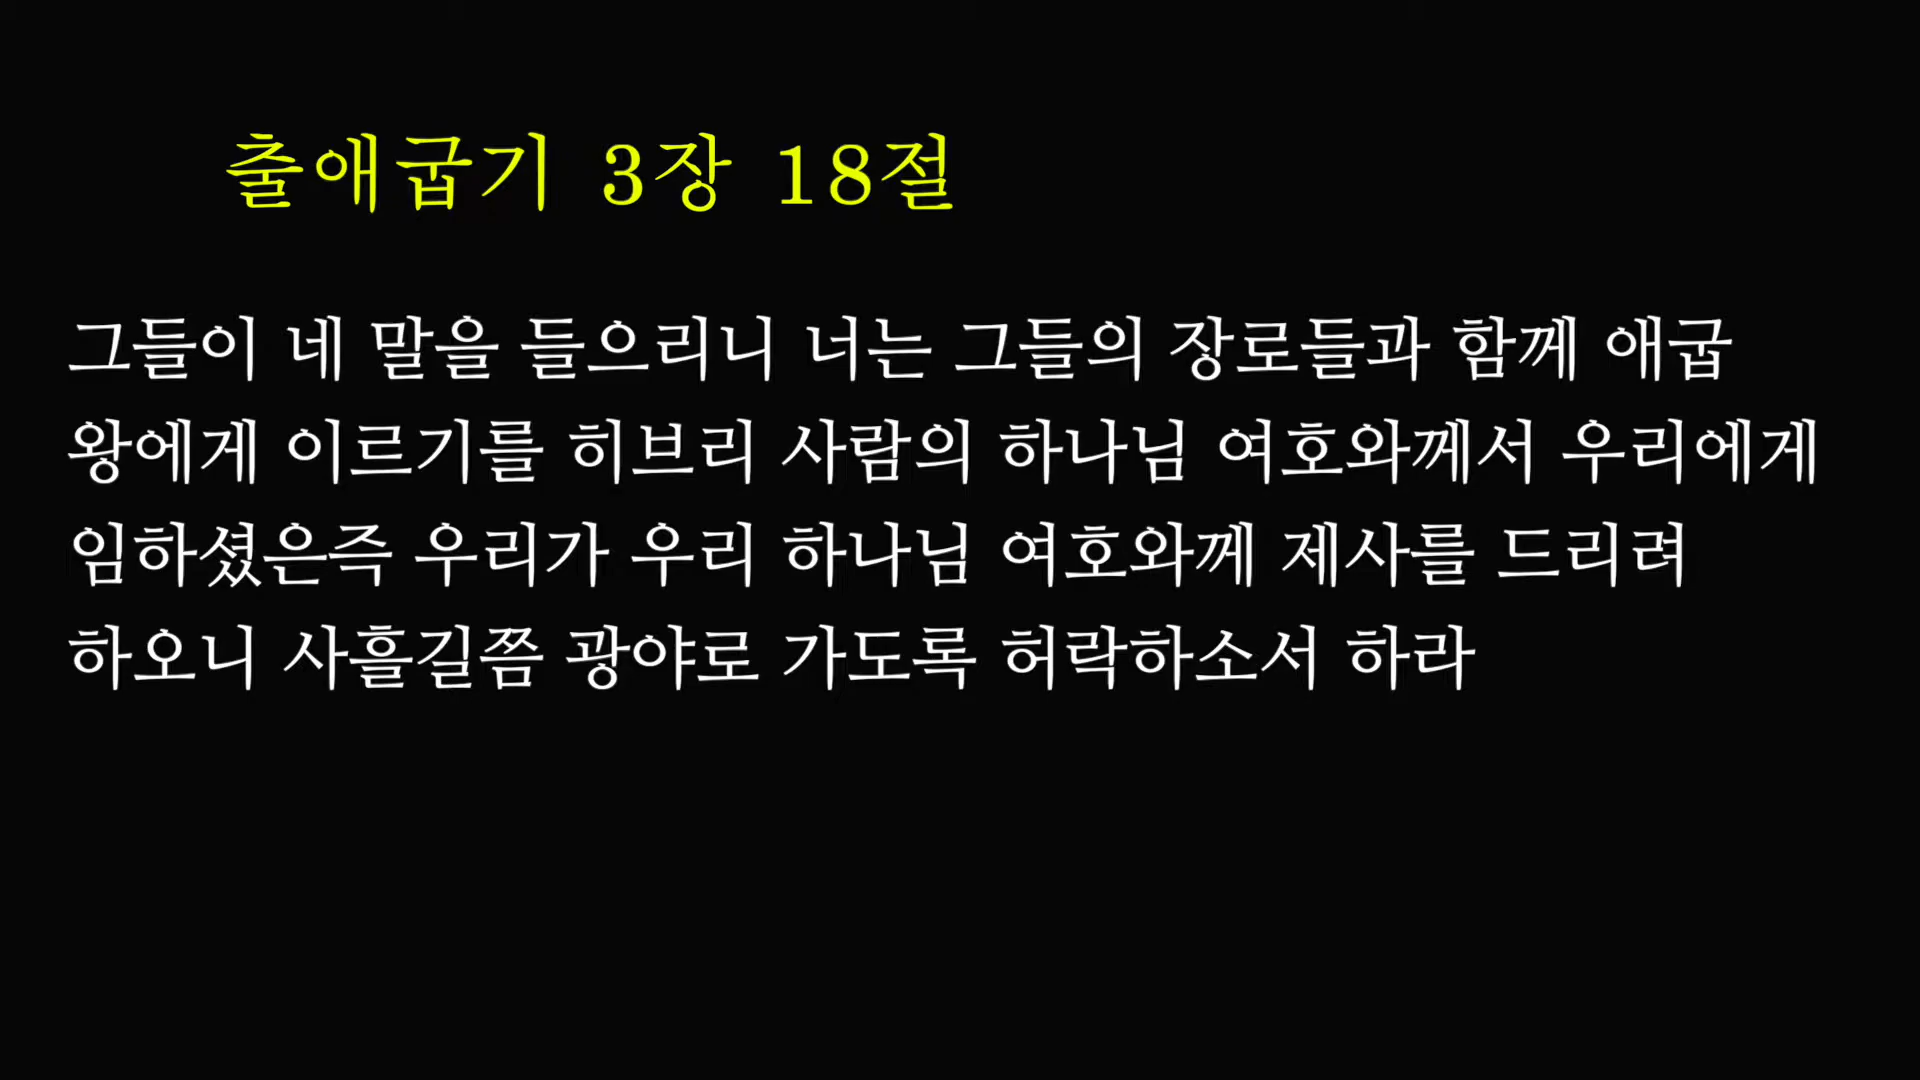 출애굽기 3장 18절
그들이 네 말을 들으리니 너는 그들의 장로들과 함께 애굽
왕에게 이르기를 히브리 사람의 하나님 여호와께서 우리에게
임하셨은즉 우리가 우리 하나님 여호와께 제사를 드리려
하오니 사흘길쯤 광야로 가도록 허락하소서 하라